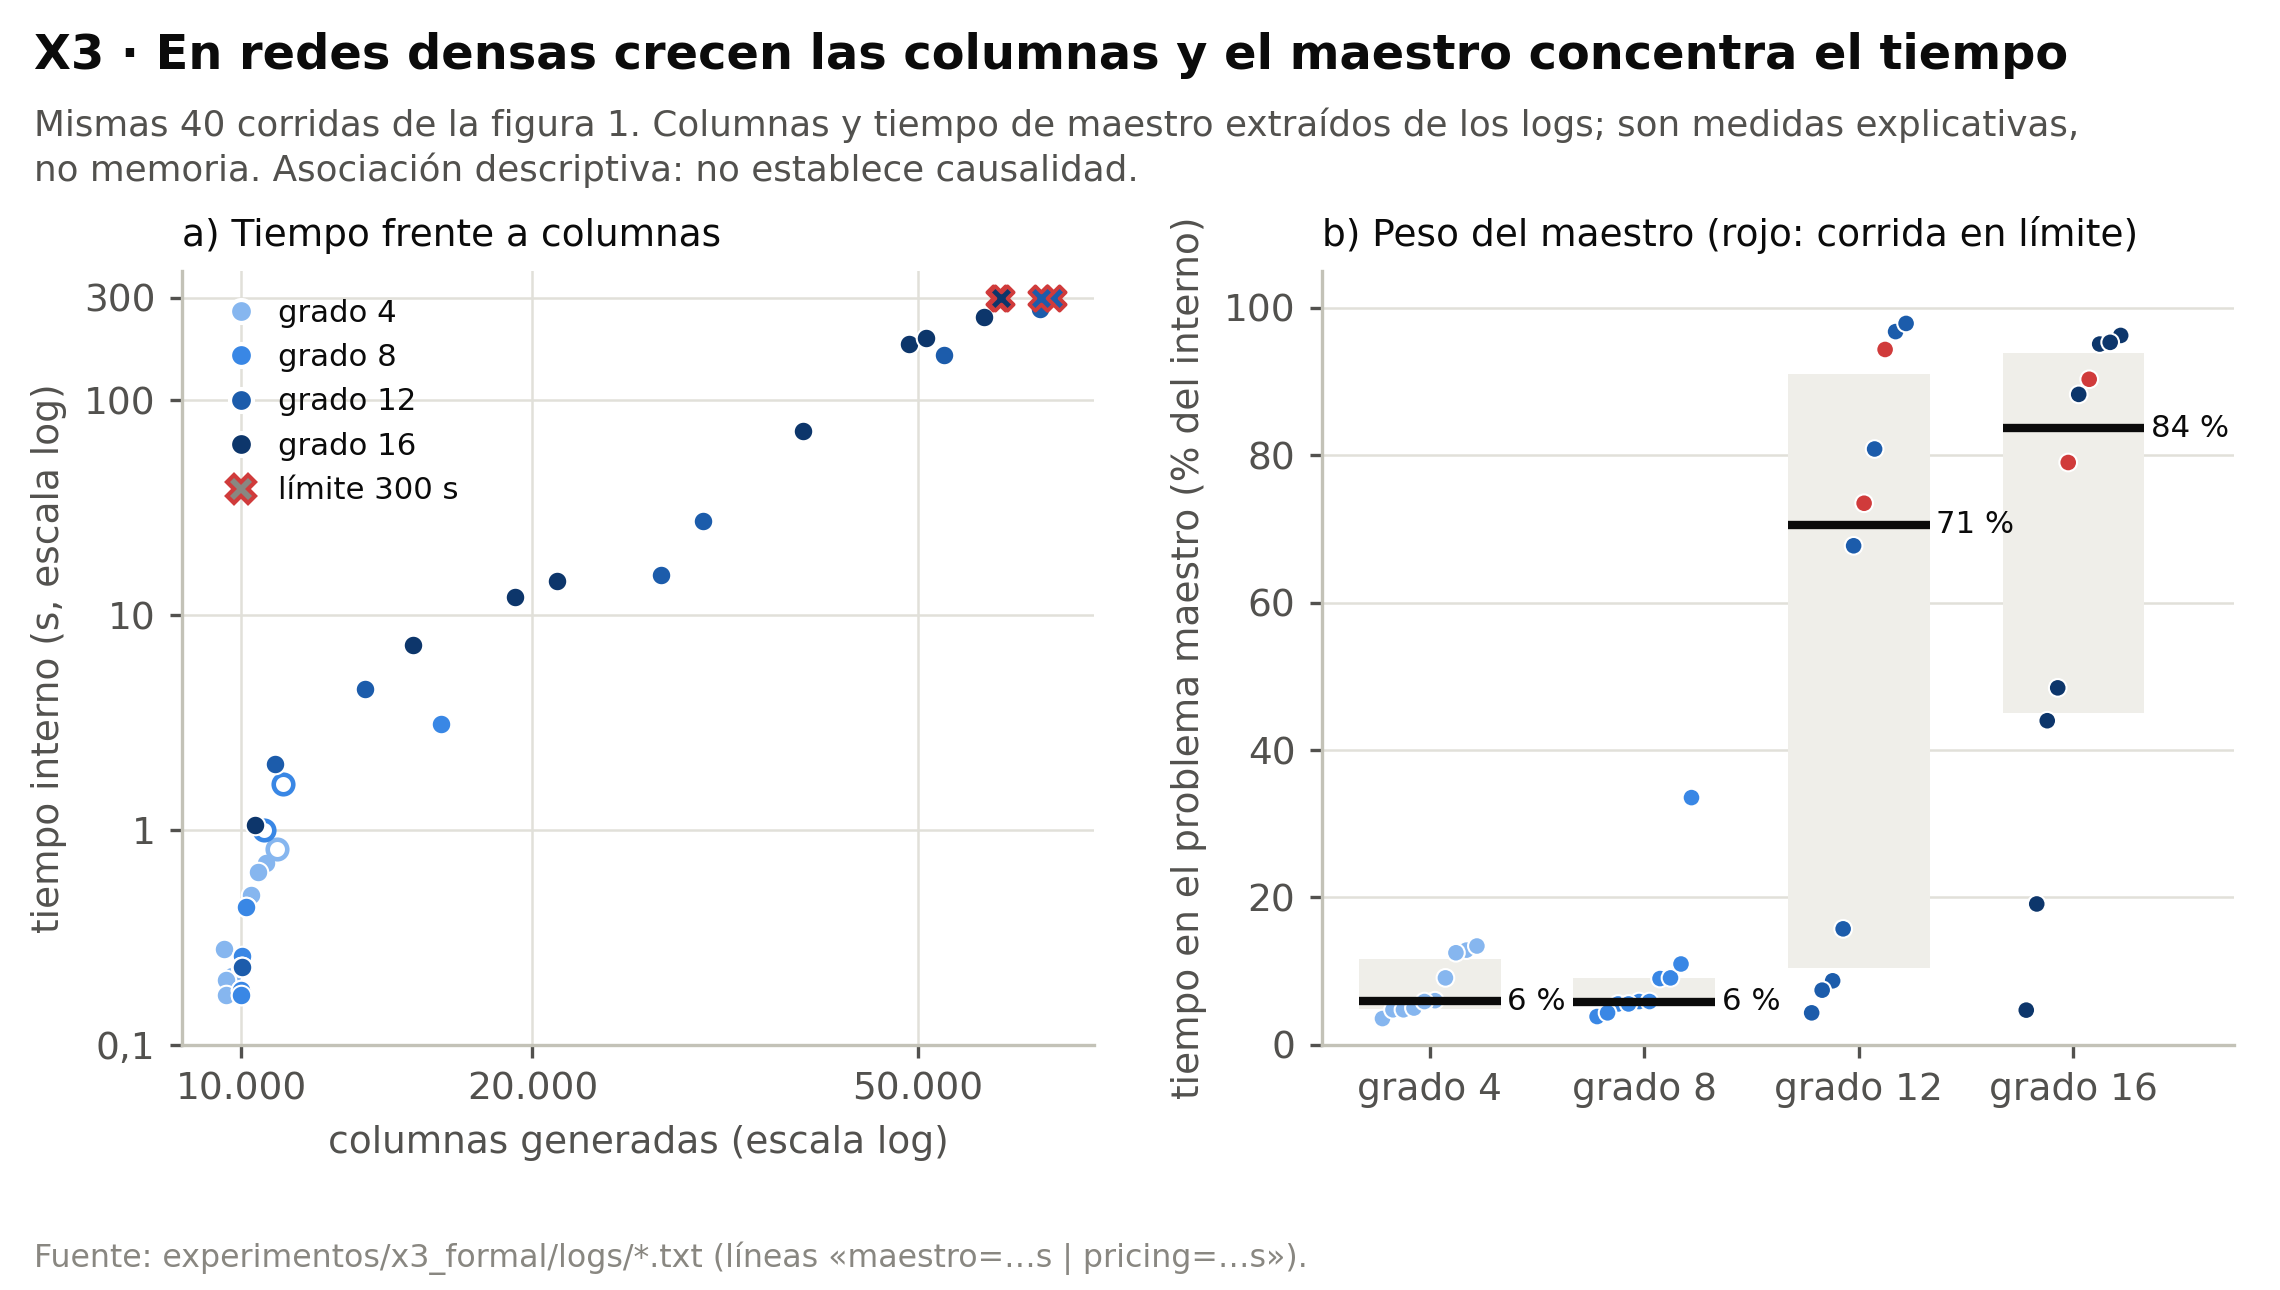 X3 · En redes densas crecen las columnas y el maestro concentra el tiempo
Mismas 40 corridas de la figura 1. Columnas y tiempo de maestro extraídos de los logs; son medidas explicativas,
no memoria. Asociación descriptiva: no establece causalidad.
a) Tiempo frente a columnas
tiempo interno (s, escala log)
300
100
10
1
0,1
grado 4
grado 8
grado 12
grado 16
límite 300 s
10.000
20.000
50.000
columnas generadas (escala log)
b) Peso del maestro (rojo: corrida en límite)
tiempo en el problema maestro (% del interno)
100
80
60
40
20
0
6 %
6 %
71 %
84 %
grado 4
grado 8
grado 12
grado 16
Fuente: experimentos/x3_formal/logs/*.txt (líneas «maestro=...s | pricing=...s»).